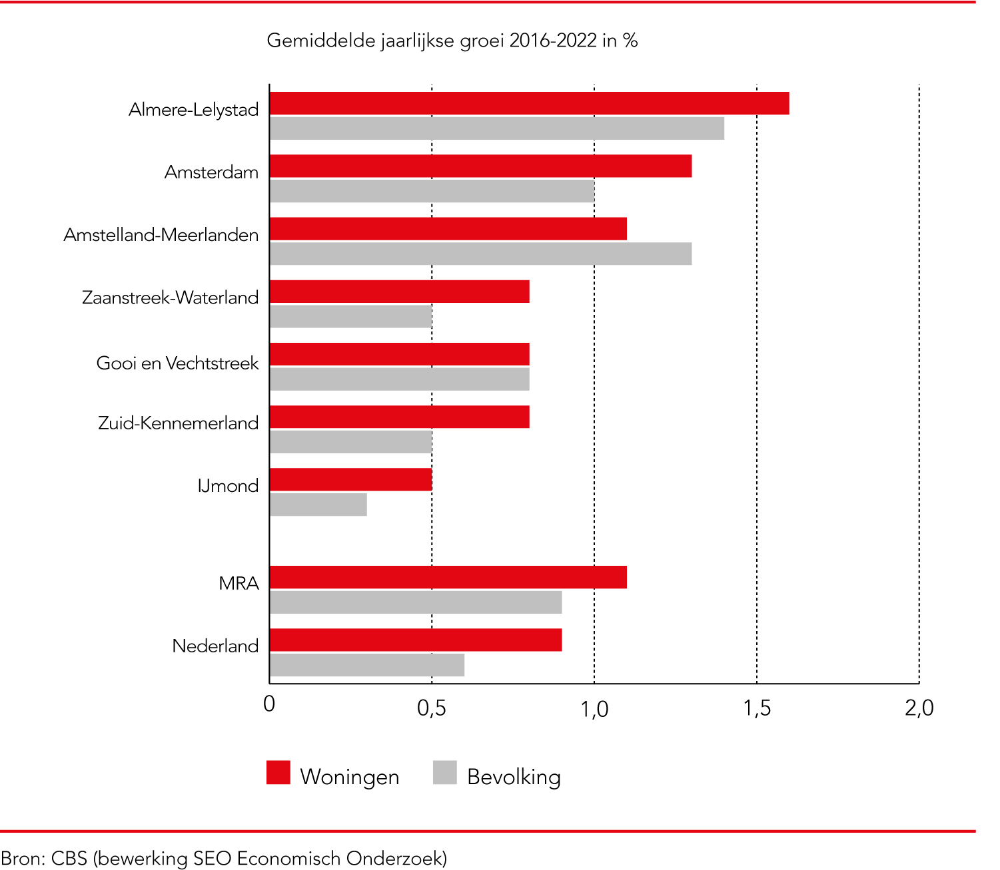 Gemiddelde jaarlijkse groei 2016-2022 in %
Almere-Lelystad
Amsterdam
Amstelland-Meerlanden
Zaanstreek-Waterland
Gooi en Vechtstreek
Zuid-Kennemerland
IJmond
MRA
Nederland
0 0,5 1,0 1,5 2,0
Woningen Bevolking
Bron: CBS (bewerking SEO Economisch Onderzoek)